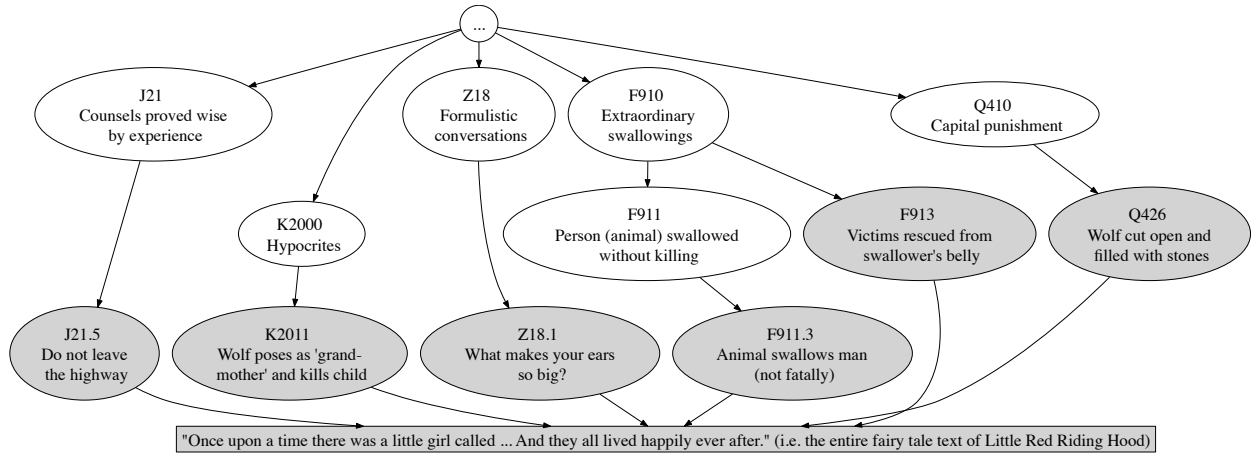 ...
J21
Counsels proved wise
by experience
Z18
Formulistic
conversations
F910
Extraordinary
swallowings
Q410
Capital punishment
K2000
Hypocrites
F911
Person (animal) swallowed
without killing
F913
Victims rescued from
swallower's belly
Q426
Wolf cut open and
filled with stones
J21.5
Do not leave
the highway
K2011
Wolf poses as 'grand-
mother' and kills child
Z18.1
What makes your ears
so big?
F911.3
Animal swallows man
(not fatally)
"Once upon a time there was a little girl called ... And they all lived happily ever after." (i.e. the entire fairy tale text of Little Red Riding Hood)